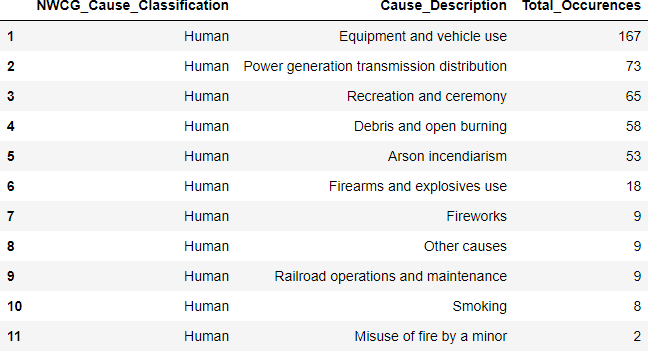 NWCG_Cause_Classification Cause_Description Total_Occurences
1 Human Equipment and vehicle use 167
2 Human Power generation transmission distribution 73
3 Human Recreation and ceremony 65
4 Human Debris and open burning 58
5 Human Arson incendiarism 53
6 Human Firearms and explosives use 18
7 Human Fireworks 9
8 Human Other causes 9
9 Human Railroad operations and maintenance 9
10 Human Smoking 8
11 Human Misuse of fire by a minor 2